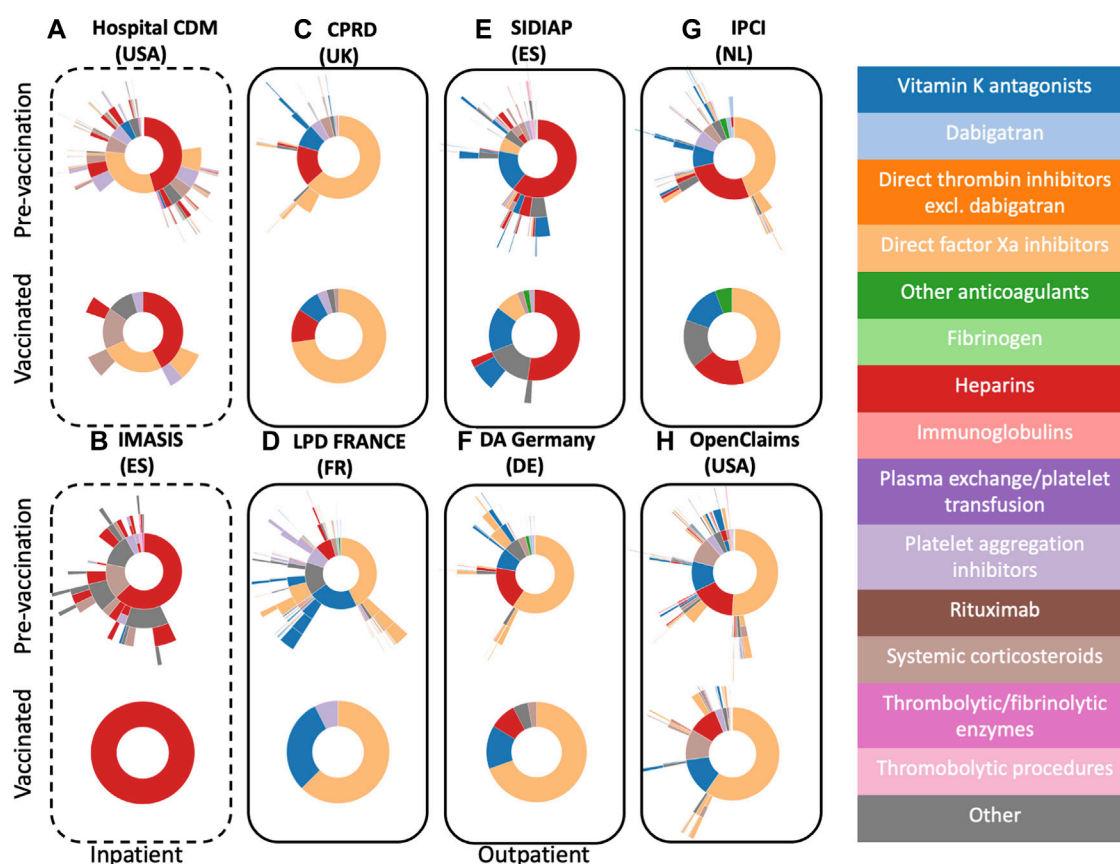 A Hospital CDM
(USA)
C CPRD
(UK)
E SIDIAP
(ES)
G IPCI
(NL)
Pre-vaccination
Vaccinated
B IMASIS
(ES)
D LPD FRANCE
(FR)
F DA Germany
(DE)
H OpenClaims
(USA)
Pre-vaccination
Vaccinated
Inpatient
Outpatient
Vitamin K antagonists
Dabigatran
Direct thrombin inhibitors
excl. dabigatran
Direct factor Xa inhibitors
Other anticoagulants
Fibrinogen
Heparins
Immunoglobulins
Plasma exchange/platelet
transfusion
Platelet aggregation
inhibitors
Rituximab
Systemic corticosteroids
Thrombolytic/fibrinolytic
enzymes
Thromobolytic procedures
Other